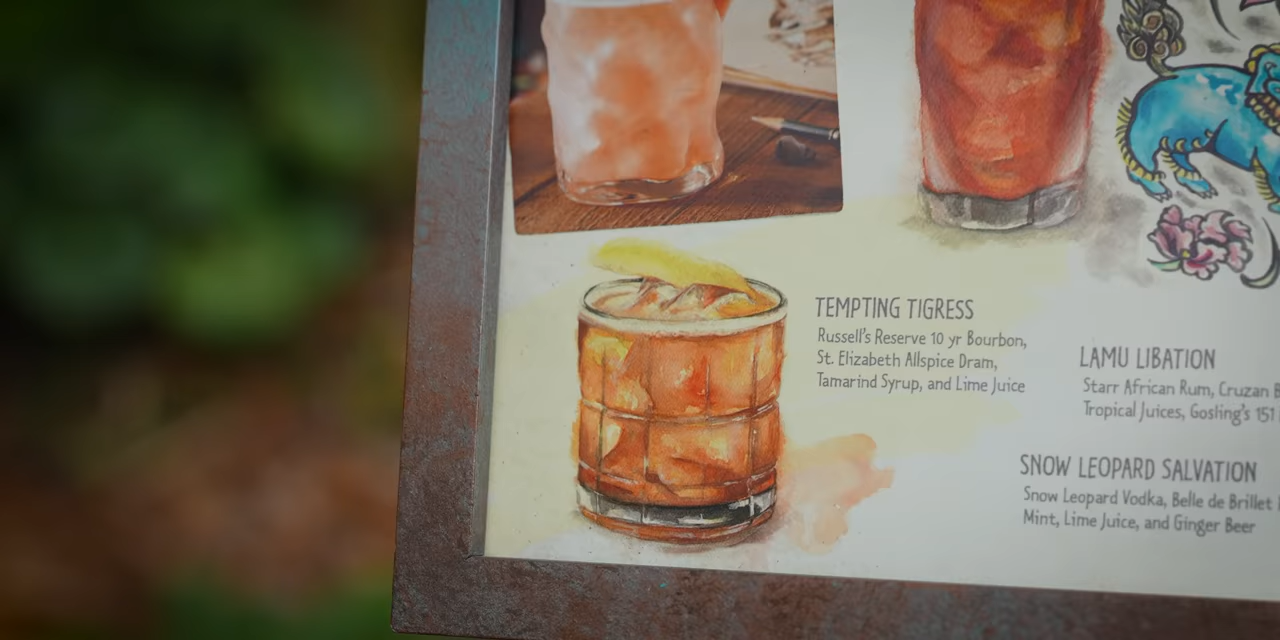 TEMPTING TIGRESS
Russell's Reserve 10 yr Bourbon,
St. Elizabeth Allspice Dram,
Tamarind Syrup, and Lime Juice
LAMU LIBATION
Starr African Rum, Cruzan
Tropical Juices, Gosling's 151
SNOW LEOPARD SALVATION
Snow Leopard Vodka, Belle de Brillet
Mint, Lime Juice, and Ginger Beer